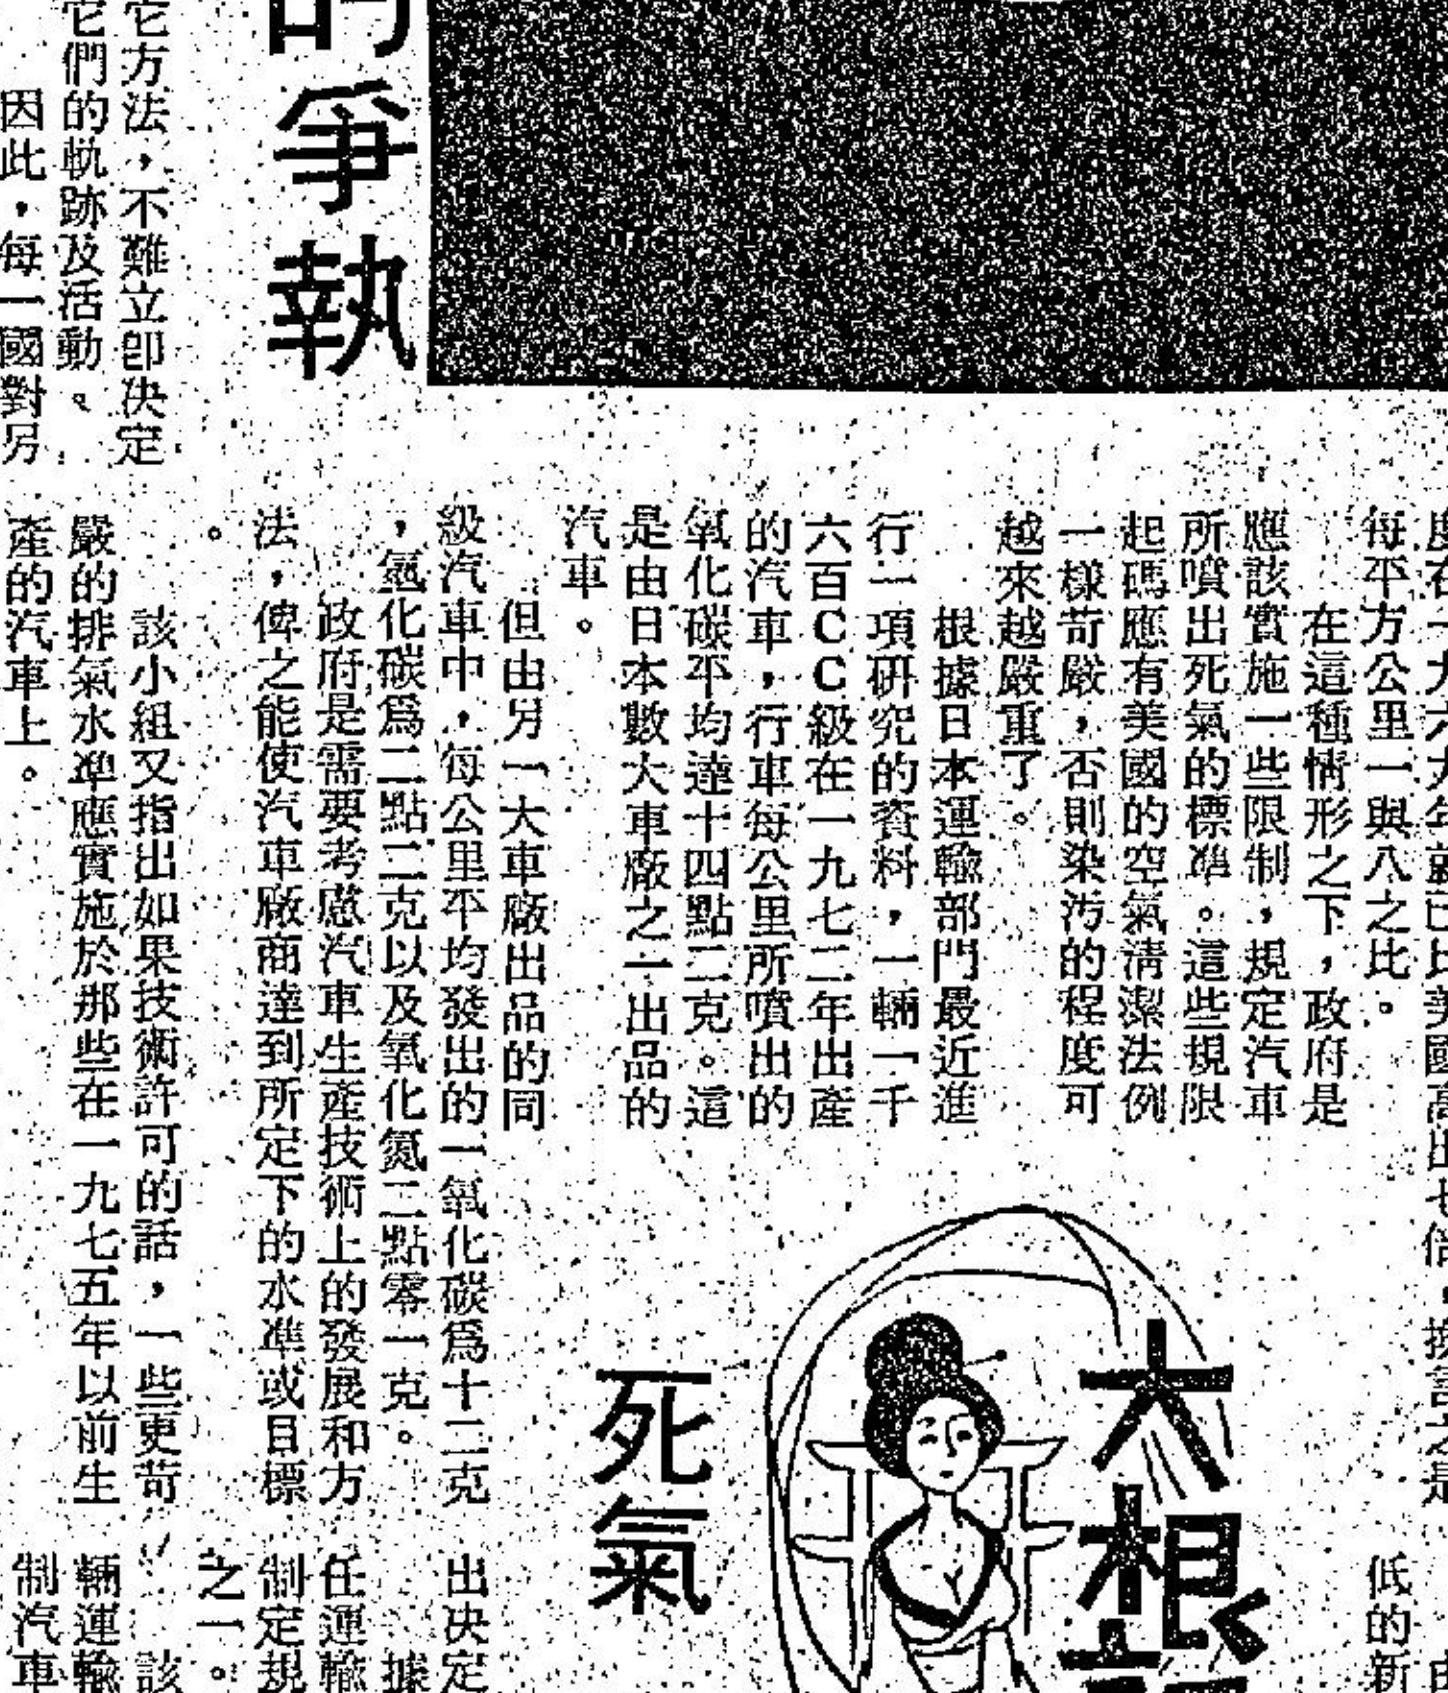 的爭執
它方法，不難立即決定
它們的軌跡及活動。
因此，每一國對另
每平方公里一與八之比。
在這種情形之下，政府是
應該實施一些限制，規定汽車
所噴出死氣的標準。這些規限
起碼應有美國的空氣清潔法例
一樣苛嚴，否則染污的程度可
越來越嚴重了。
根據日本運輸部門最近進
行一項研究的資料，一輛一千
六百ＣＣ級在一九七二年出產
的汽車，行車每公里所噴出的
氧化碳平均達十四點二克。這
是由日本數大車廠之一出品的
汽車。
但由另一大車廠出品的同
級汽車中，每公里平均發出的一氧化碳爲十二克
，氫化碳爲二點二克以及氧化氮二點零一克。
政府是需要考慮汽車生產技術上的發展和方
法，俾之能使汽車廠商達到所定下的水準或目標
。
該小組又指出如果技術許可的話，一些更苛
嚴的排氣水準應實施於那些在一九七五年以前生
產的汽車上。
大根
死氣
低的新
出決定
據
任運輸
制定規
之一。
該
輛運輸
制汽車